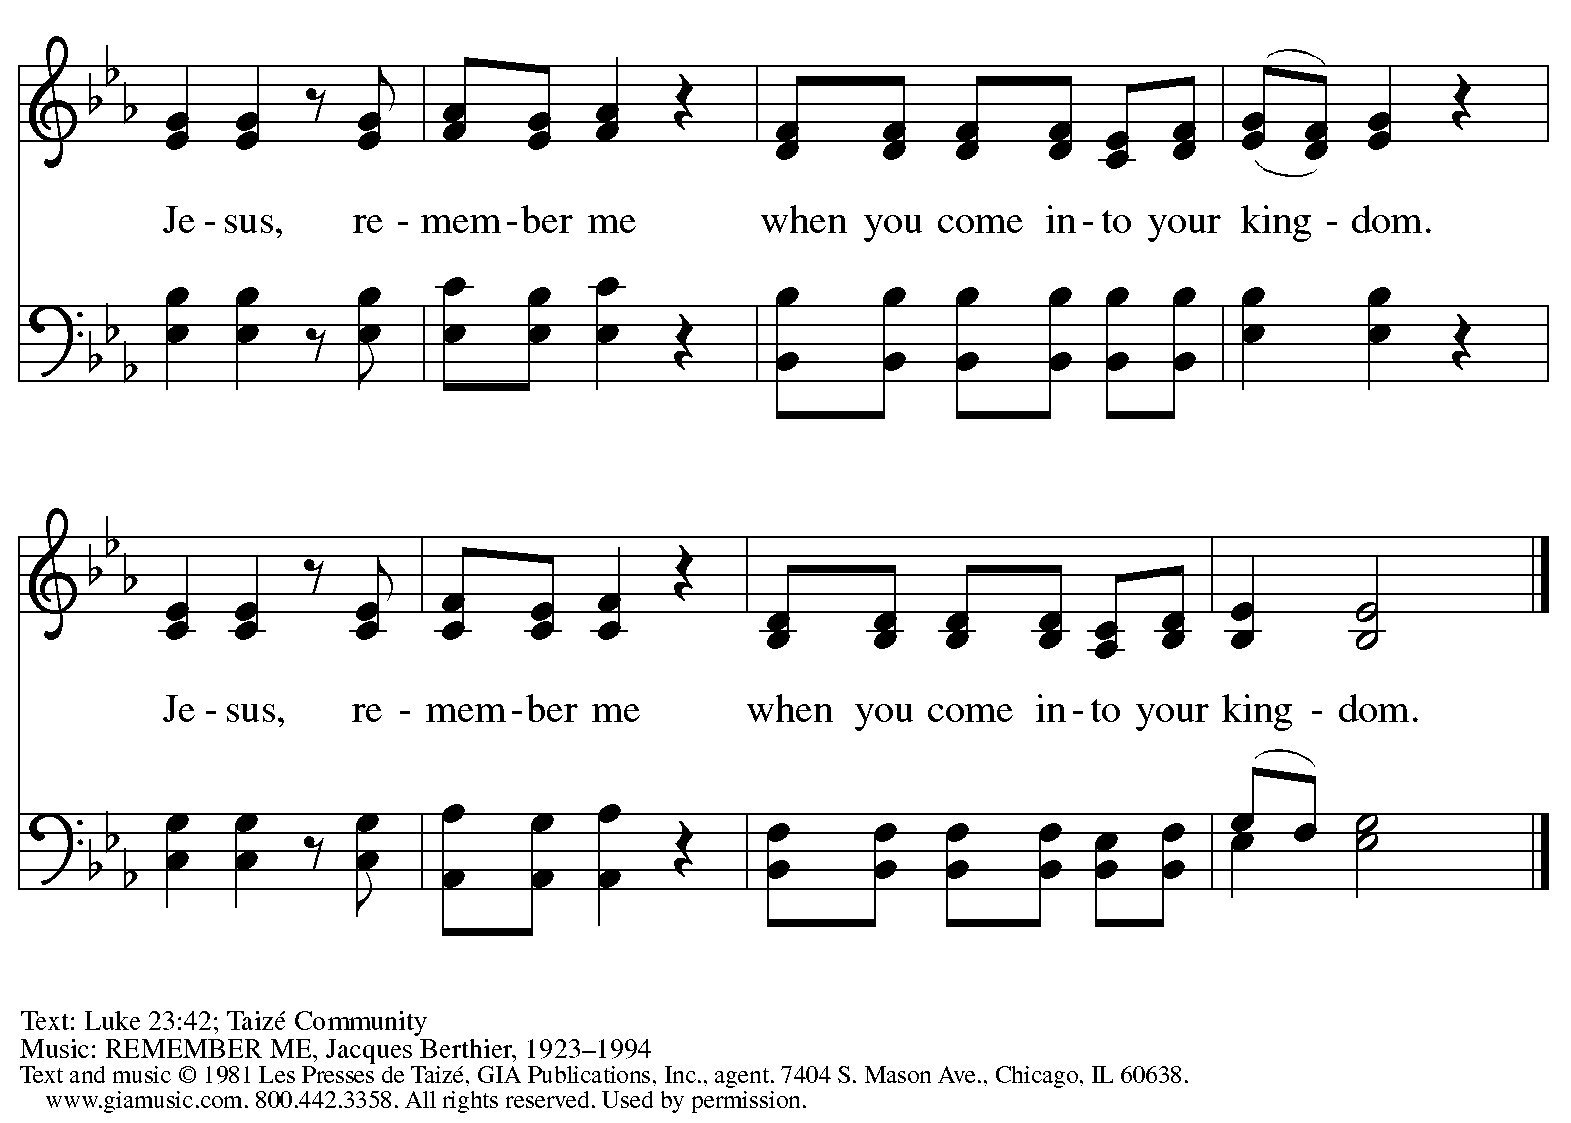 Je - sus, re - mem - ber me when you come in - to your king - dom.
Je - sus, re - mem - ber me when you come in - to your king - dom.
Text: Luke 23:42; Taizé Community
Music: REMEMBER ME, Jacques Berthier, 1923–1994
Text and music © 1981 Les Presses de Taizé, GIA Publications, Inc., agent. 7404 S. Mason Ave., Chicago, IL 60638.
www.giamusic.com. 800.442.3358. All rights reserved. Used by permission.